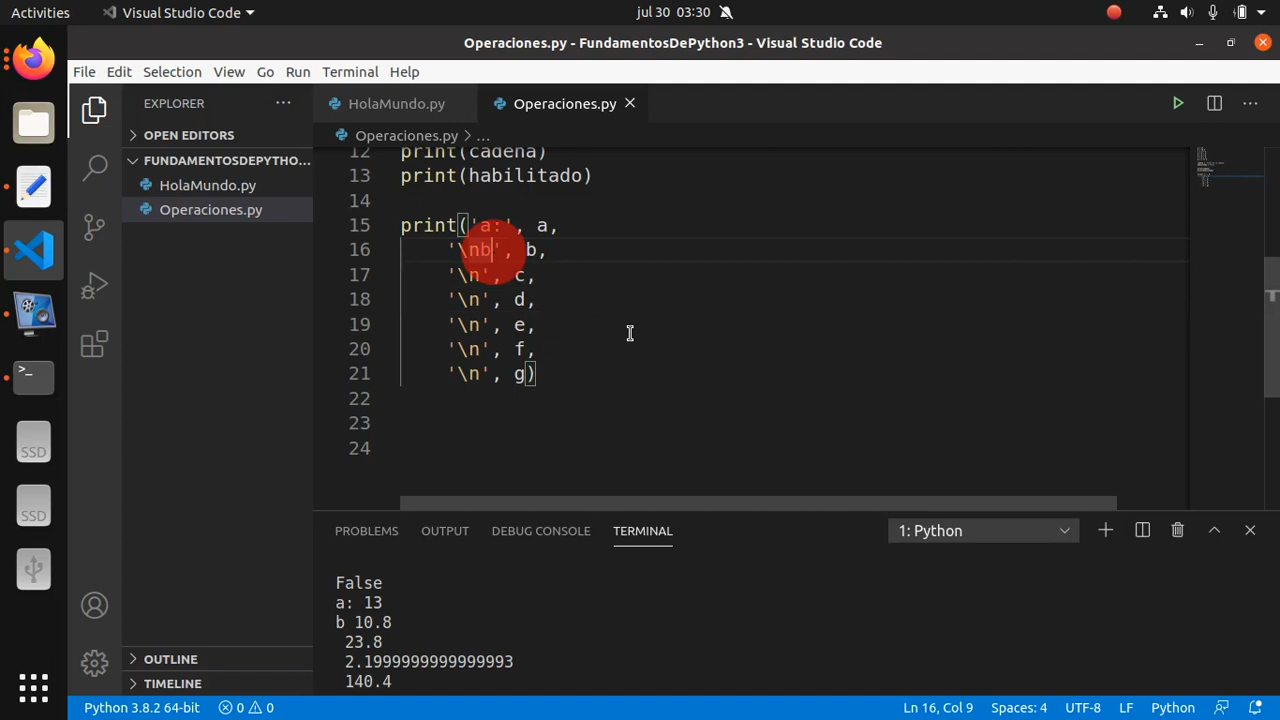 Activities Visual Studio Code jul 30 03:30
Operaciones.py - FundamentosDePython3 - Visual Studio Code
File Edit Selection View Go Run Terminal Help
EXPLORER ... HolaMundo.py Operaciones.py
OPEN EDITORS Operaciones.py > ...
FUNDAMENTOSDEPYTHO...
HolaMundo.py
Operaciones.py
12 print(cadena)
13 print(habilitado)
14
15 print('a:', a,
16 '\nb', b,
17 '\n', c,
18 '\n', d,
19 '\n', e,
20 '\n', f,
21 '\n', g)
22
23
24
PROBLEMS OUTPUT DEBUG CONSOLE TERMINAL 1: Python
False
a: 13
b 10.8
23.8
2.1999999999999993
140.4
OUTLINE
TIMELINE
SSD
SSD
Python 3.8.2 64-bit 0 0 Ln 16, Col 9 Spaces: 4 UTF-8 LF Python